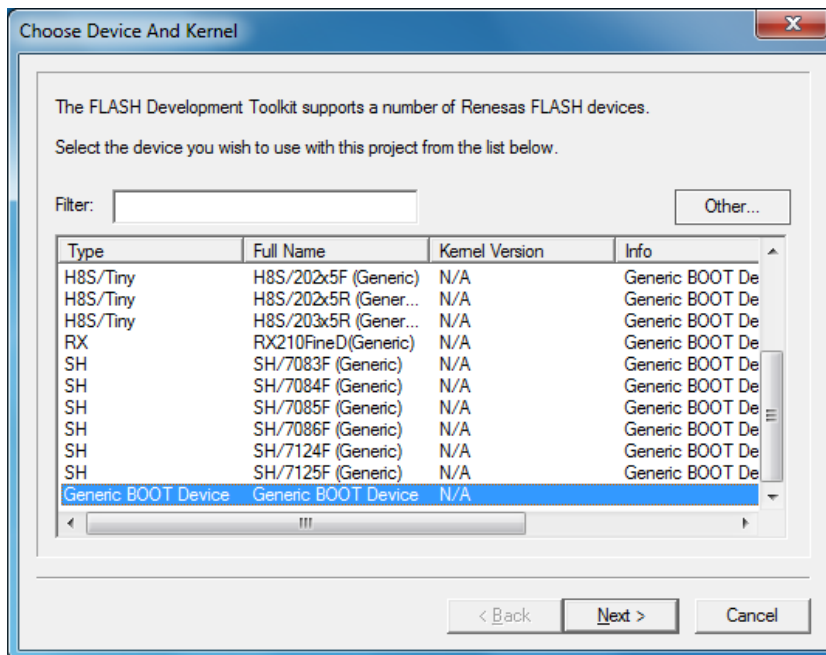 Choose Device And Kernel
The FLASH Development Toolkit supports a number of Renesas FLASH devices.
Select the device you wish to use with this project from the list below.
Filter: Other...
Type Full Name Kernel Version Info
H8S/Tiny H8S/202x5F (Generic) N/A Generic BOOT De
H8S/Tiny H8S/202x5R (Gener... N/A Generic BOOT De
H8S/Tiny H8S/203x5R (Gener... N/A Generic BOOT De
RX RX210FineD(Generic) N/A Generic BOOT De
SH SH/7083F (Generic) N/A Generic BOOT De
SH SH/7084F (Generic) N/A Generic BOOT De
SH SH/7085F (Generic) N/A Generic BOOT De
SH SH/7086F (Generic) N/A Generic BOOT De
SH SH/7124F (Generic) N/A Generic BOOT De
SH SH/7125F (Generic) N/A Generic BOOT De
Generic BOOT Device Generic BOOT Device N/A
< Back Next > Cancel